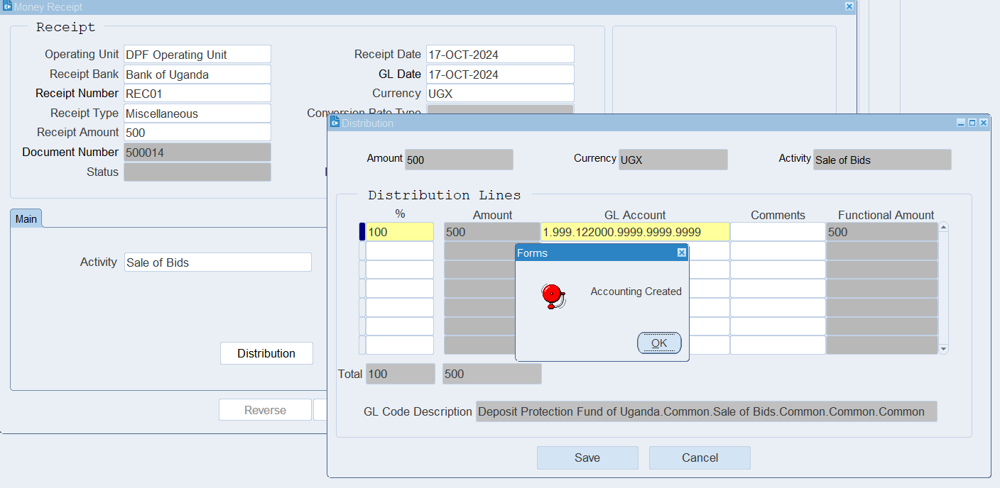 Money Receipt
Receipt
Operating Unit DPF Operating Unit
Receipt Date 17-OCT-2024
Receipt Bank Bank of Uganda
GL Date 17-OCT-2024
Receipt Number REC01
Currency UGX
Receipt Type Miscellaneous
Conversion Rate Type
Receipt Amount 500
Document Number 500014
Status
Main
Activity Sale of Bids
Distribution
Reverse
Distribution
Amount 500 Currency UGX Activity Sale of Bids
Distribution Lines
% Amount GL Account Comments Functional Amount
100 500 1.999.122000.9999.9999.9999 500
Forms
Accounting Created
OK
Total 100 500
GL Code Description Deposit Protection Fund of Uganda.Common.Sale of Bids.Common.Common.Common
Save Cancel